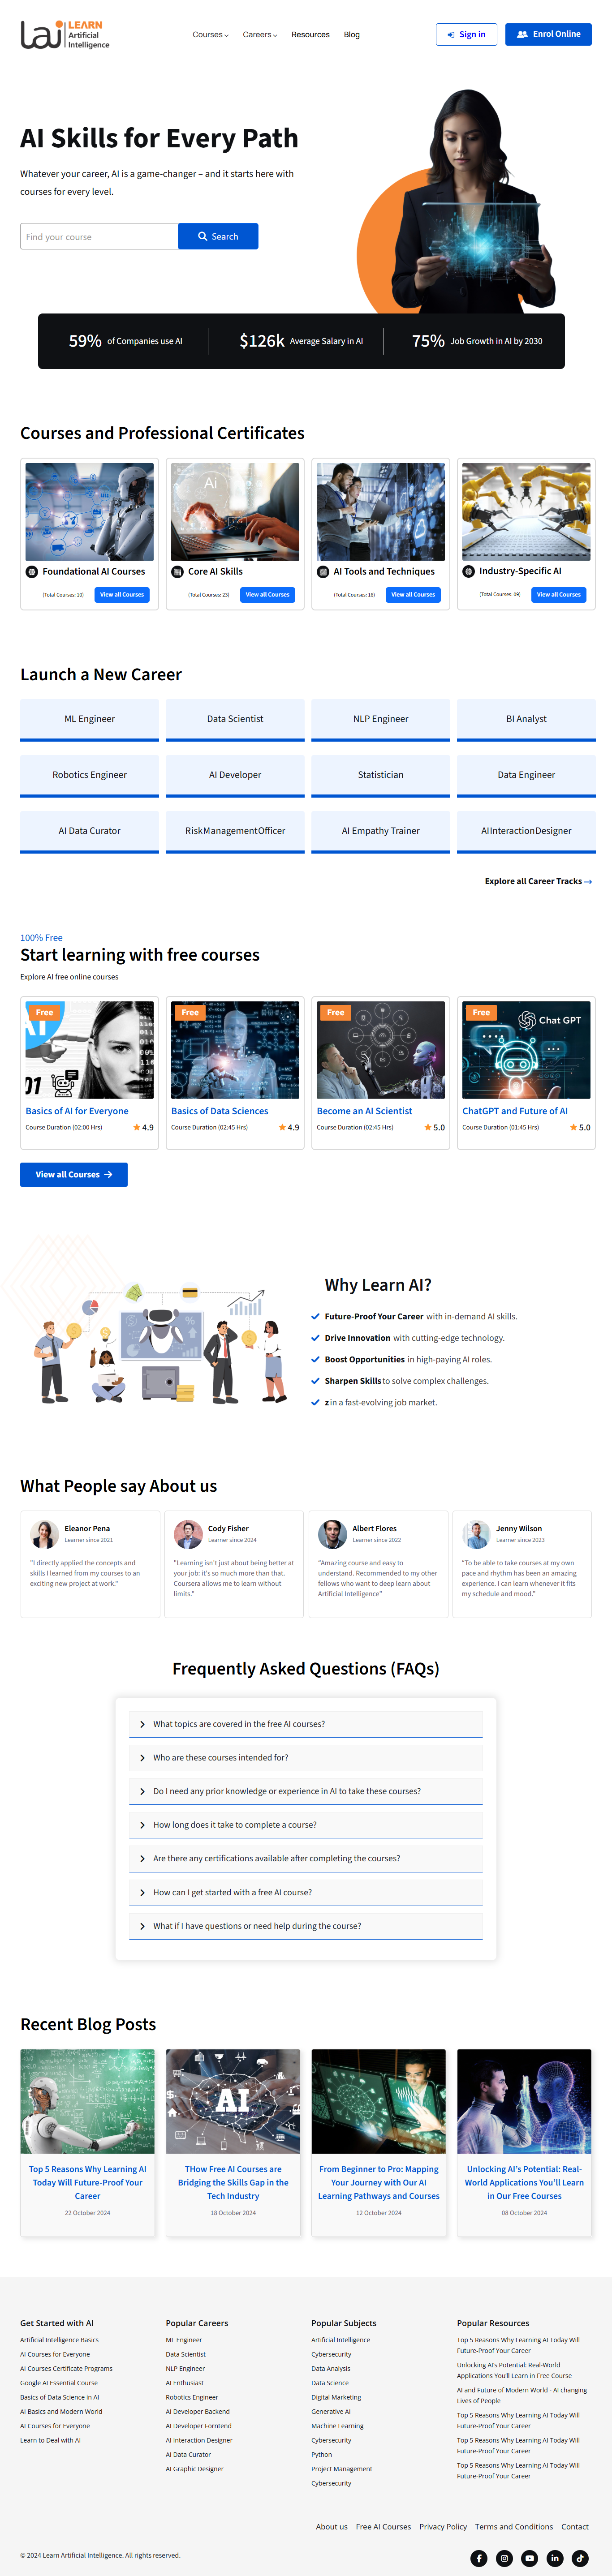 LEARN
Artificial
Intelligence
Courses
Careers
Resources
Blog
Sign in
Enrol Online
AI Skills for Every Path
Whatever your career, AI is a game-changer – and it starts here with
courses for every level.
Find your course
Search
59% of Companies use AI
$126k Average Salary in AI
75% Job Growth in AI by 2030
Courses and Professional Certificates
Ai
Foundational AI Courses
(Total Courses: 10)
View all Courses
Core AI Skills
(Total Courses: 23)
View all Courses
AI Tools and Techniques
(Total Courses: 16)
View all Courses
Industry-Specific AI
(Total Courses: 09)
View all Courses
Launch a New Career
ML Engineer
Data Scientist
NLP Engineer
BI Analyst
Robotics Engineer
AI Developer
Statistician
Data Engineer
AI Data Curator
RiskManagementOfficer
AI Empathy Trainer
AIInteractionDesigner
Explore all Career Tracks
100% Free
Start learning with free courses
Explore AI free online courses
Free
Basics of AI for Everyone
Course Duration (02:00 Hrs)
4.9
Free
Basics of Data Sciences
Course Duration (02:45 Hrs)
4.9
Free
Become an AI Scientist
Course Duration (02:45 Hrs)
5.0
Free
Chat GPT
ChatGPT and Future of AI
Course Duration (01:45 Hrs)
5.0
View all Courses
Why Learn AI?
Future-Proof Your Career with in-demand AI skills.
Drive Innovation with cutting-edge technology.
Boost Opportunities in high-paying AI roles.
Sharpen Skills to solve complex challenges.
z in a fast-evolving job market.
What People say About us
Eleanor Pena
Learner since 2021
"I directly applied the concepts and
skills I learned from my courses to an
exciting new project at work."
Cody Fisher
Learner since 2024
"Learning isn't just about being better at
your job: it's so much more than that.
Coursera allows me to learn without
limits."
Albert Flores
Learner since 2022
"Amazing course and easy to
understand. Recommended to my other
fellows who want to deep learn about
Artificial Intelligence"
Jenny Wilson
Learner since 2023
"To be able to take courses at my own
pace and rhythm has been an amazing
experience. I can learn whenever it fits
my schedule and mood."
Frequently Asked Questions (FAQs)
What topics are covered in the free AI courses?
Who are these courses intended for?
Do I need any prior knowledge or experience in AI to take these courses?
How long does it take to complete a course?
Are there any certifications available after completing the courses?
How can I get started with a free AI course?
What if I have questions or need help during the course?
Recent Blog Posts
Top 5 Reasons Why Learning AI
Today Will Future-Proof Your
Career
22 October 2024
AI
THow Free AI Courses are
Bridging the Skills Gap in the
Tech Industry
18 October 2024
From Beginner to Pro: Mapping
Your Journey with Our AI
Learning Pathways and Courses
12 October 2024
Unlocking AI's Potential: Real-
World Applications You'll Learn
in Our Free Courses
08 October 2024
Get Started with AI
Artificial Intelligence Basics
AI Courses for Everyone
AI Courses Certificate Programs
Google AI Essential Course
Basics of Data Science in AI
AI Basics and Modern World
AI Courses for Everyone
Learn to Deal with AI
Popular Careers
ML Engineer
Data Scientist
NLP Engineer
AI Enthusiast
Robotics Engineer
AI Developer Backend
AI Developer Forntend
AI Interaction Designer
AI Data Curator
AI Graphic Designer
Popular Subjects
Artificial Intelligence
Cybersecurity
Data Analysis
Data Science
Digital Marketing
Generative AI
Machine Learning
Cybersecurity
Python
Project Management
Cybersecurity
Popular Resources
Top 5 Reasons Why Learning AI Today Will
Future-Proof Your Career
Unlocking AI's Potential: Real-World
Applications You'll Learn in Free Course
AI and Future of Modern World - AI changing
Lives of People
Top 5 Reasons Why Learning AI Today Will
Future-Proof Your Career
Top 5 Reasons Why Learning AI Today Will
Future-Proof Your Career
Top 5 Reasons Why Learning AI Today Will
Future-Proof Your Career
About us
Free AI Courses
Privacy Policy
Terms and Conditions
Contact
© 2024 Learn Artificial Intelligence. All rights reserved.